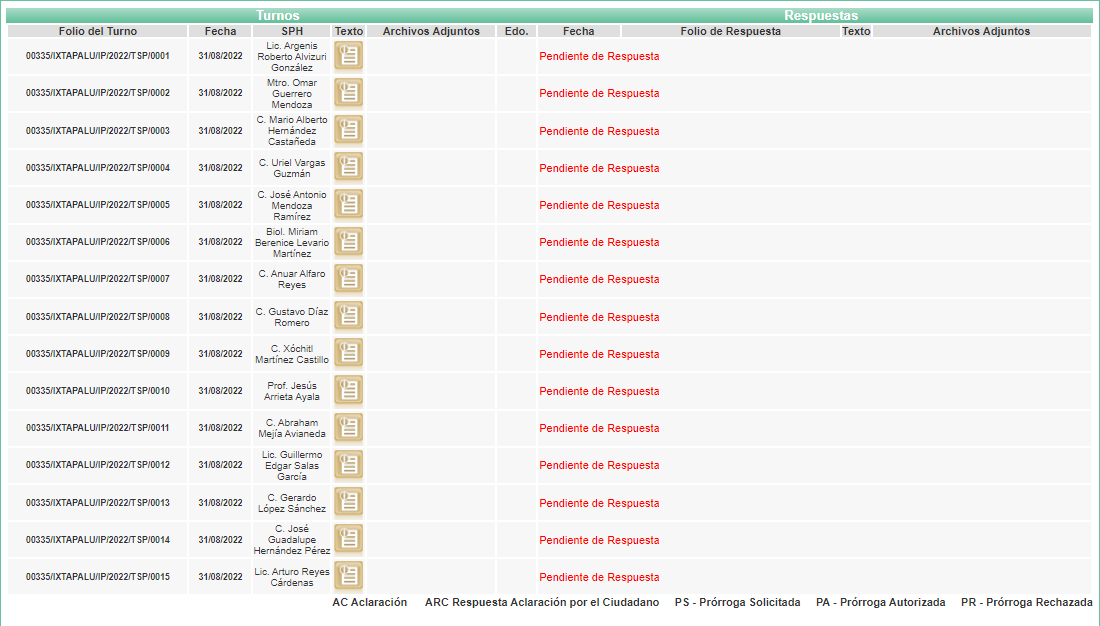 Turnos Respuestas
Folio del Turno Fecha SPH Texto Archivos Adjuntos Edo. Fecha Folio de Respuesta Texto Archivos Adjuntos
00335/IXTAPALU/IP/2022/TSP/0001 31/08/2022 Lic. Argenis Roberto Alvizuri González Pendiente de Respuesta
00335/IXTAPALU/IP/2022/TSP/0002 31/08/2022 Mtro. Omar Guerrero Mendoza Pendiente de Respuesta
00335/IXTAPALU/IP/2022/TSP/0003 31/08/2022 C. Mario Alberto Hernández Castañeda Pendiente de Respuesta
00335/IXTAPALU/IP/2022/TSP/0004 31/08/2022 C. Uriel Vargas Guzmán Pendiente de Respuesta
00335/IXTAPALU/IP/2022/TSP/0005 31/08/2022 C. José Antonio Mendoza Ramírez Pendiente de Respuesta
00335/IXTAPALU/IP/2022/TSP/0006 31/08/2022 Biol. Miriam Berenice Levario Martínez Pendiente de Respuesta
00335/IXTAPALU/IP/2022/TSP/0007 31/08/2022 C. Anuar Alfaro Reyes Pendiente de Respuesta
00335/IXTAPALU/IP/2022/TSP/0008 31/08/2022 C. Gustavo Díaz Romero Pendiente de Respuesta
00335/IXTAPALU/IP/2022/TSP/0009 31/08/2022 C. Xóchitl Martínez Castillo Pendiente de Respuesta
00335/IXTAPALU/IP/2022/TSP/0010 31/08/2022 Prof. Jesús Arrieta Ayala Pendiente de Respuesta
00335/IXTAPALU/IP/2022/TSP/0011 31/08/2022 C. Abraham Mejía Avianeda Pendiente de Respuesta
00335/IXTAPALU/IP/2022/TSP/0012 31/08/2022 Lic. Guillermo Edgar Salas García Pendiente de Respuesta
00335/IXTAPALU/IP/2022/TSP/0013 31/08/2022 C. Gerardo López Sánchez Pendiente de Respuesta
00335/IXTAPALU/IP/2022/TSP/0014 31/08/2022 C. José Guadalupe Hernández Pérez Pendiente de Respuesta
00335/IXTAPALU/IP/2022/TSP/0015 31/08/2022 Lic. Arturo Reyes Cárdenas Pendiente de Respuesta
AC Aclaración ARC Respuesta Aclaración por el Ciudadano PS - Prórroga Solicitada PA - Prórroga Autorizada PR - Prórroga Rechazada